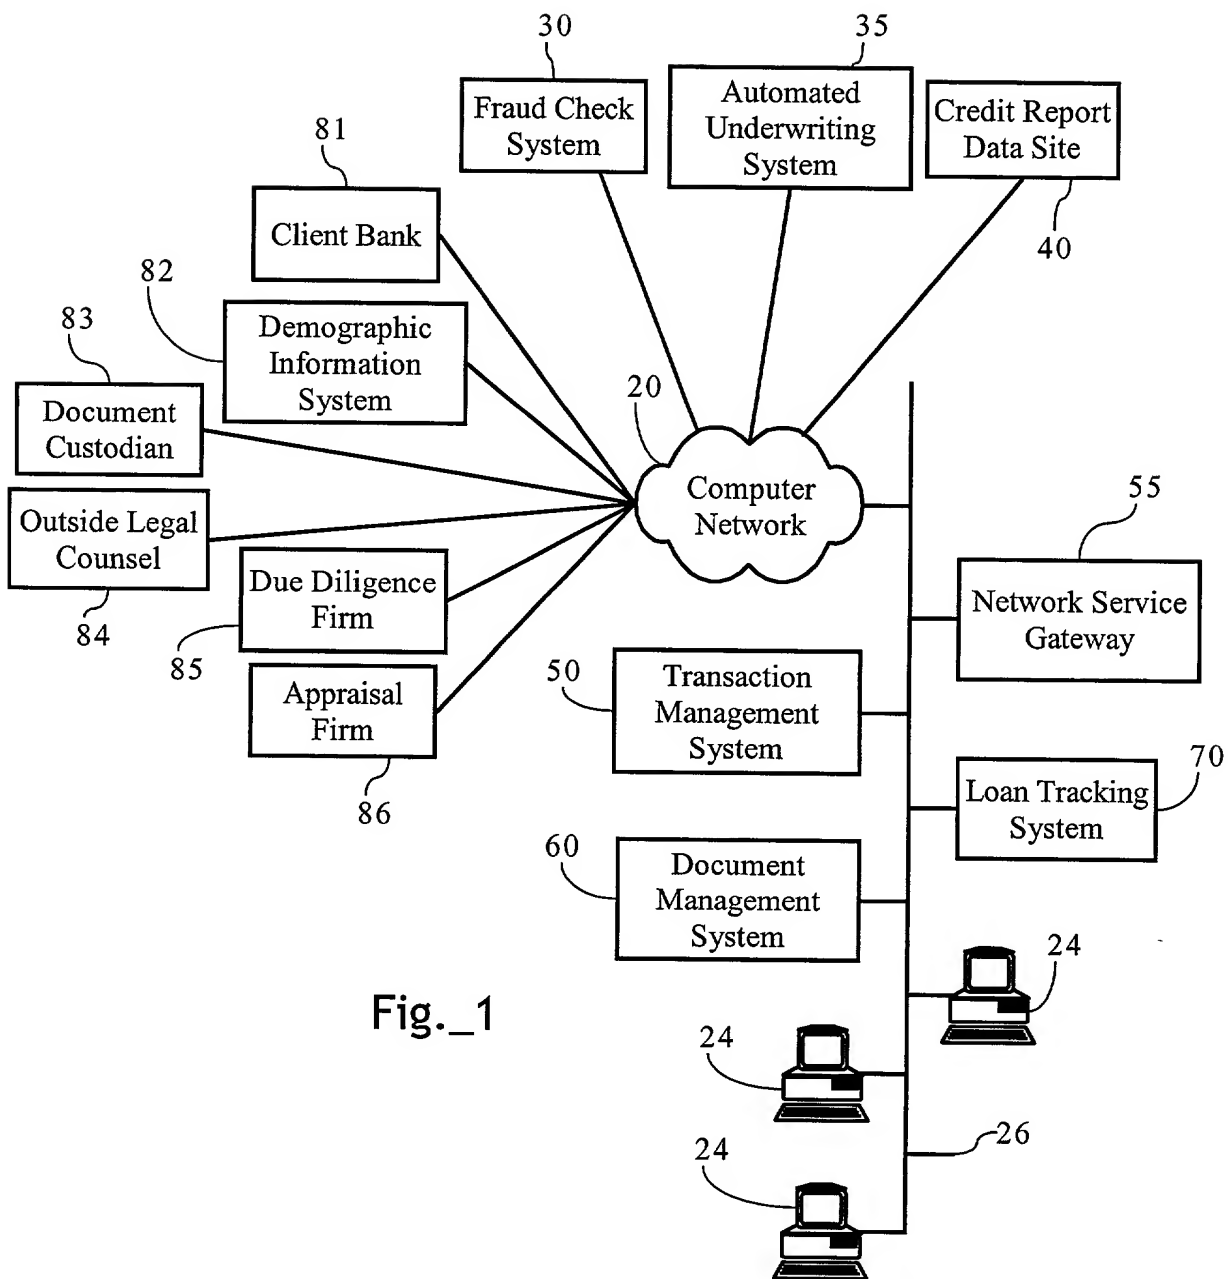 30
35
Fraud Check
System
Automated
Underwriting
System
Credit Report
Data Site
40
81
Client Bank
82
Demographic
Information
System
83
Document
Custodian
20
Computer
Network
Outside Legal
Counsel
84
Due Diligence
Firm
85
Appraisal
Firm
86
55
Network Service
Gateway
50
Transaction
Management
System
70
Loan Tracking
System
60
Document
Management
System
24
Fig._1
24
26
24